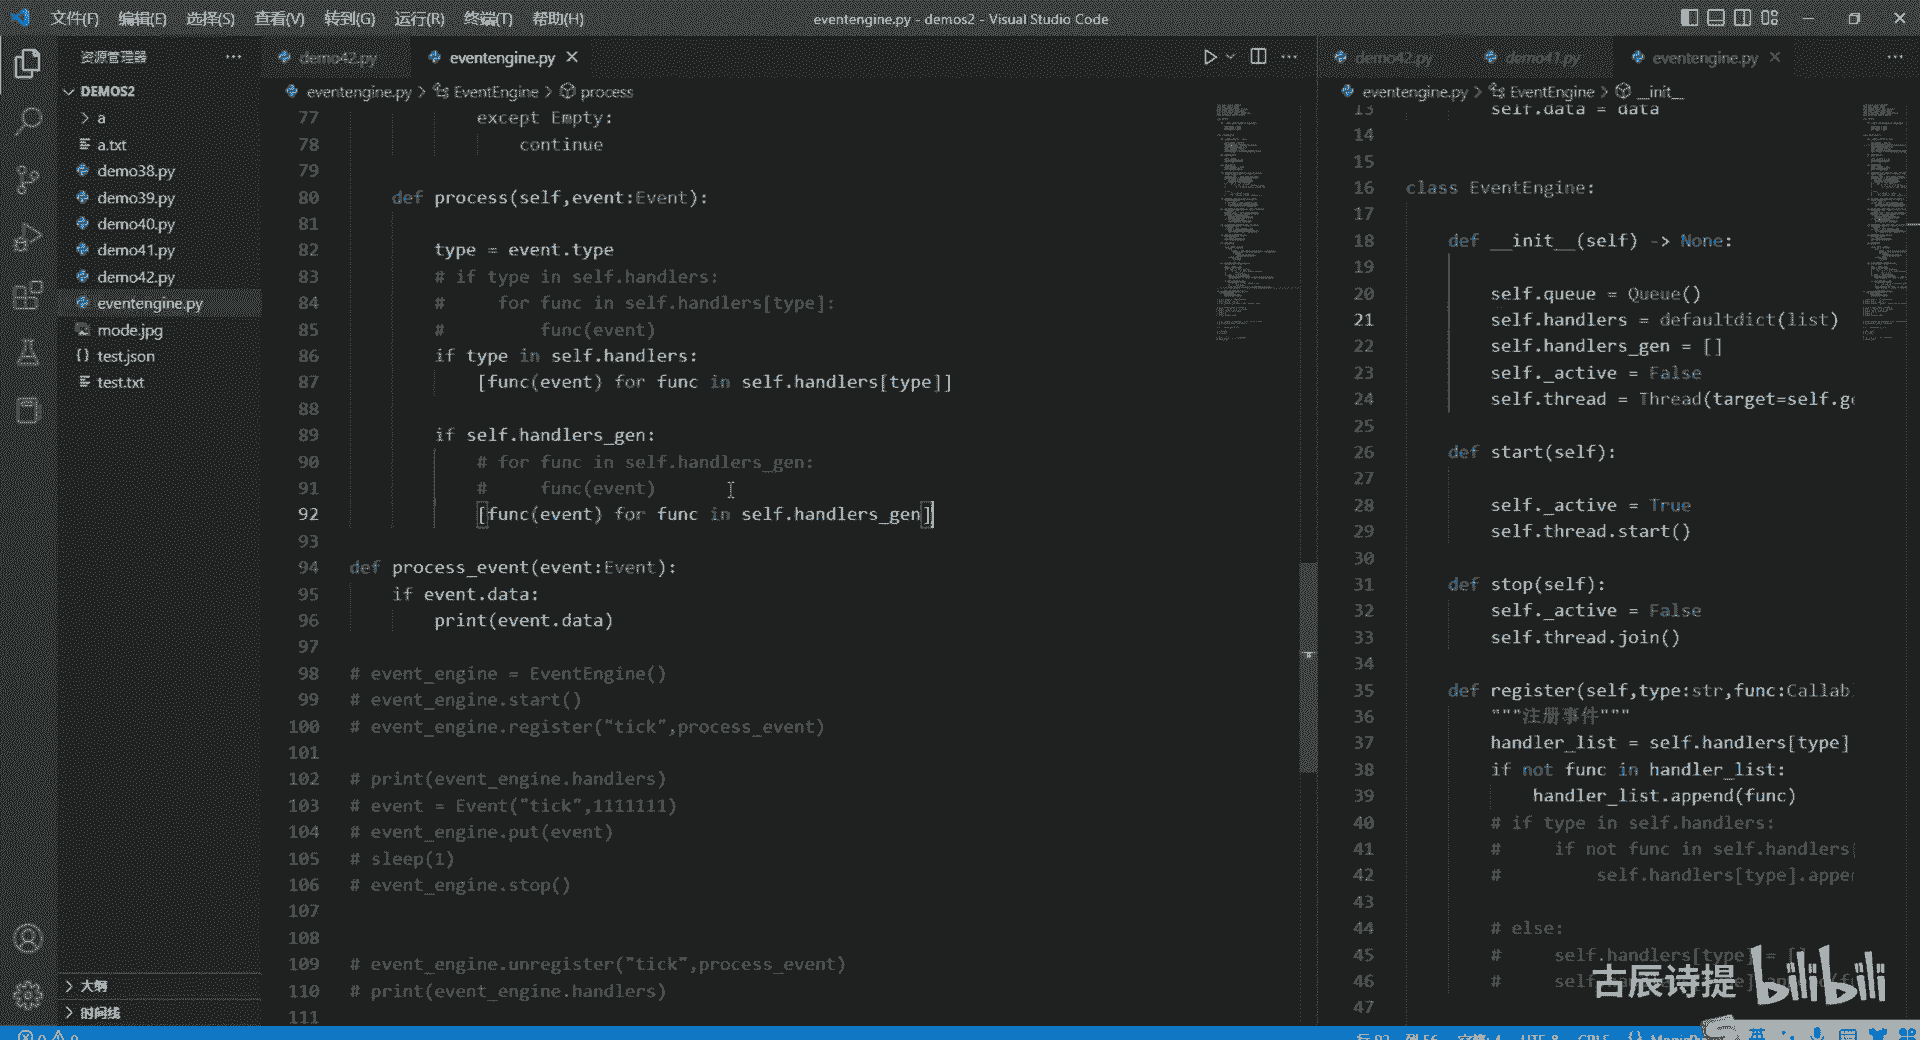 文件(F) 编辑(E) 选择(S) 查看(V) 转到(G) 运行(R) 终端(T) 帮助(H) eventengine.py - demos2 - Visual Studio Code
资源管理器 ···
DEMOS2
a
a.txt
demo38.py
demo39.py
demo40.py
demo41.py
demo42.py
eventengine.py
mode.jpg
test.json
test.txt
大纲
时间线
demo42.py eventengine.py
eventengine.py > EventEngine > process
77 except Empty:
78 continue
79
80 def process(self,event:Event):
81
82 type = event.type
83 # if type in self.handlers:
84 # for func in self.handlers[type]:
85 # func(event)
86 if type in self.handlers:
87 [func(event) for func in self.handlers[type]]
88
89 if self.handlers_gen:
90 # for func in self.handlers_gen:
91 # func(event)
92 [func(event) for func in self.handlers_gen]
93
94 def process_event(event:Event):
95 if event.data:
96 print(event.data)
97
98 # event_engine = EventEngine()
99 # event_engine.start()
100 # event_engine.register("tick",process_event)
101
102 # print(event_engine.handlers)
103 # event = Event("tick",1111111)
104 # event_engine.put(event)
105 # sleep(1)
106 # event_engine.stop()
107
108
109 # event_engine.unregister("tick",process_event)
110 # print(event_engine.handlers)
111
demo42.py demo41.py eventengine.py
eventengine.py > EventEngine > __init__
13 self.data = data
14
15
16 class EventEngine:
17
18 def __init__(self) -> None:
19
20 self.queue = Queue()
21 self.handlers = defaultdict(list)
22 self.handlers_gen = []
23 self._active = False
24 self.thread = Thread(target=self.ge
25
26 def start(self):
27
28 self._active = True
29 self.thread.start()
30
31 def stop(self):
32 self._active = False
33 self.thread.join()
34
35 def register(self,type:str,func:Callab
36 """注册事件"""
37 handler_list = self.handlers[type]
38 if not func in handler_list:
39 handler_list.append(func)
40 # if type in self.handlers:
41 # if not func in self.handlers[
42 # self.handlers[type].appe
43
44 # else:
45 # self.handlers[type] = [
46 #
47
古辰诗提 bilibili